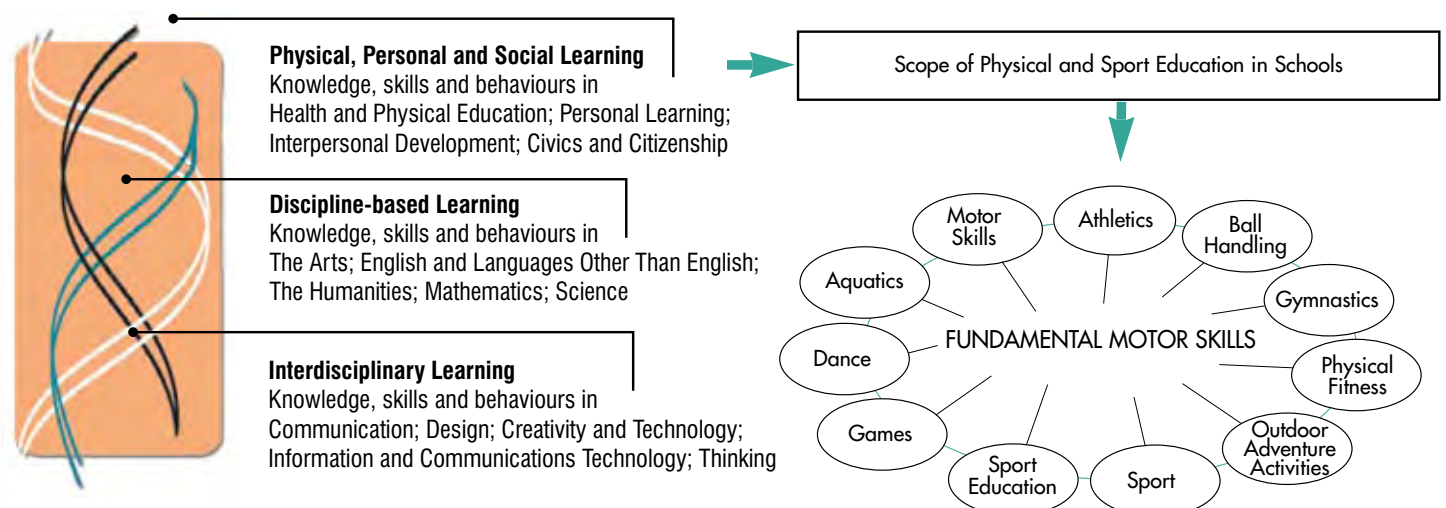 Physical, Personal and Social Learning
Knowledge, skills and behaviours in
Health and Physical Education; Personal Learning;
Interpersonal Development; Civics and Citizenship
Discipline-based Learning
Knowledge, skills and behaviours in
The Arts; English and Languages Other Than English;
The Humanities; Mathematics; Science
Interdisciplinary Learning
Knowledge, skills and behaviours in
Communication; Design; Creativity and Technology;
Information and Communications Technology; Thinking
Scope of Physical and Sport Education in Schools
FUNDAMENTAL MOTOR SKILLS
Motor
Skills
Athletics
Ball
Handling
Gymnastics
Physical
Fitness
Outdoor
Adventure
Activities
Sport
Sport
Education
Games
Dance
Aquatics